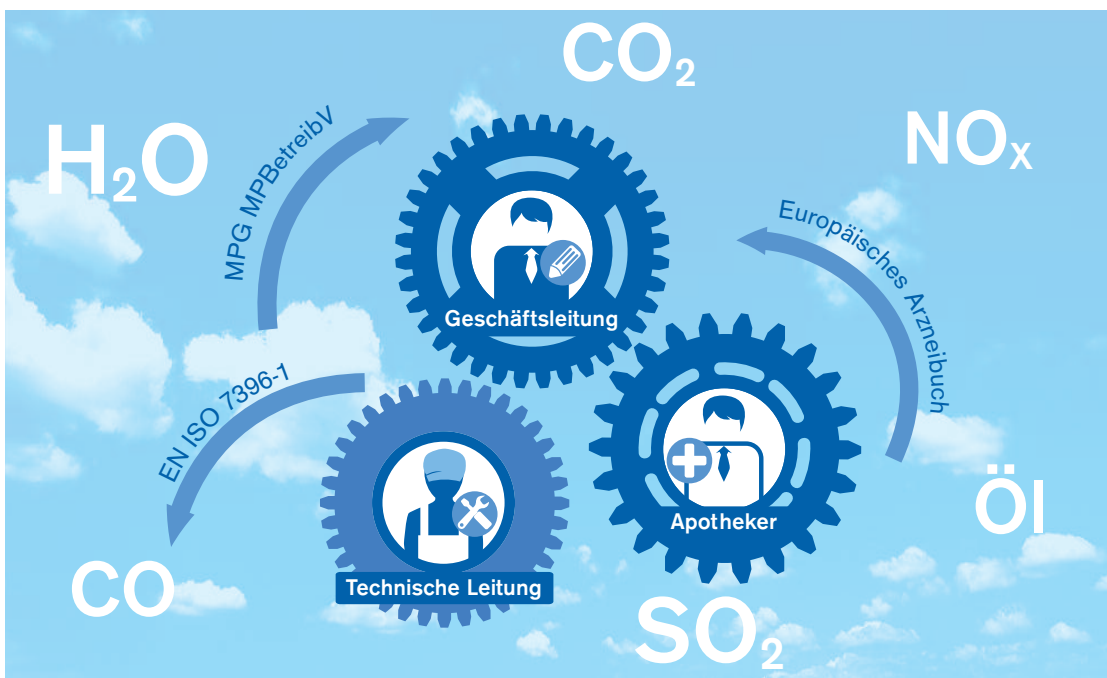 CO₂
H₂O
NOₓ
MPG MPBetreibV
Europäisches Arzneibuch
Geschäftsleitung
EN ISO 7396-1
Apotheker
Öl
Technische Leitung
CO
SO₂